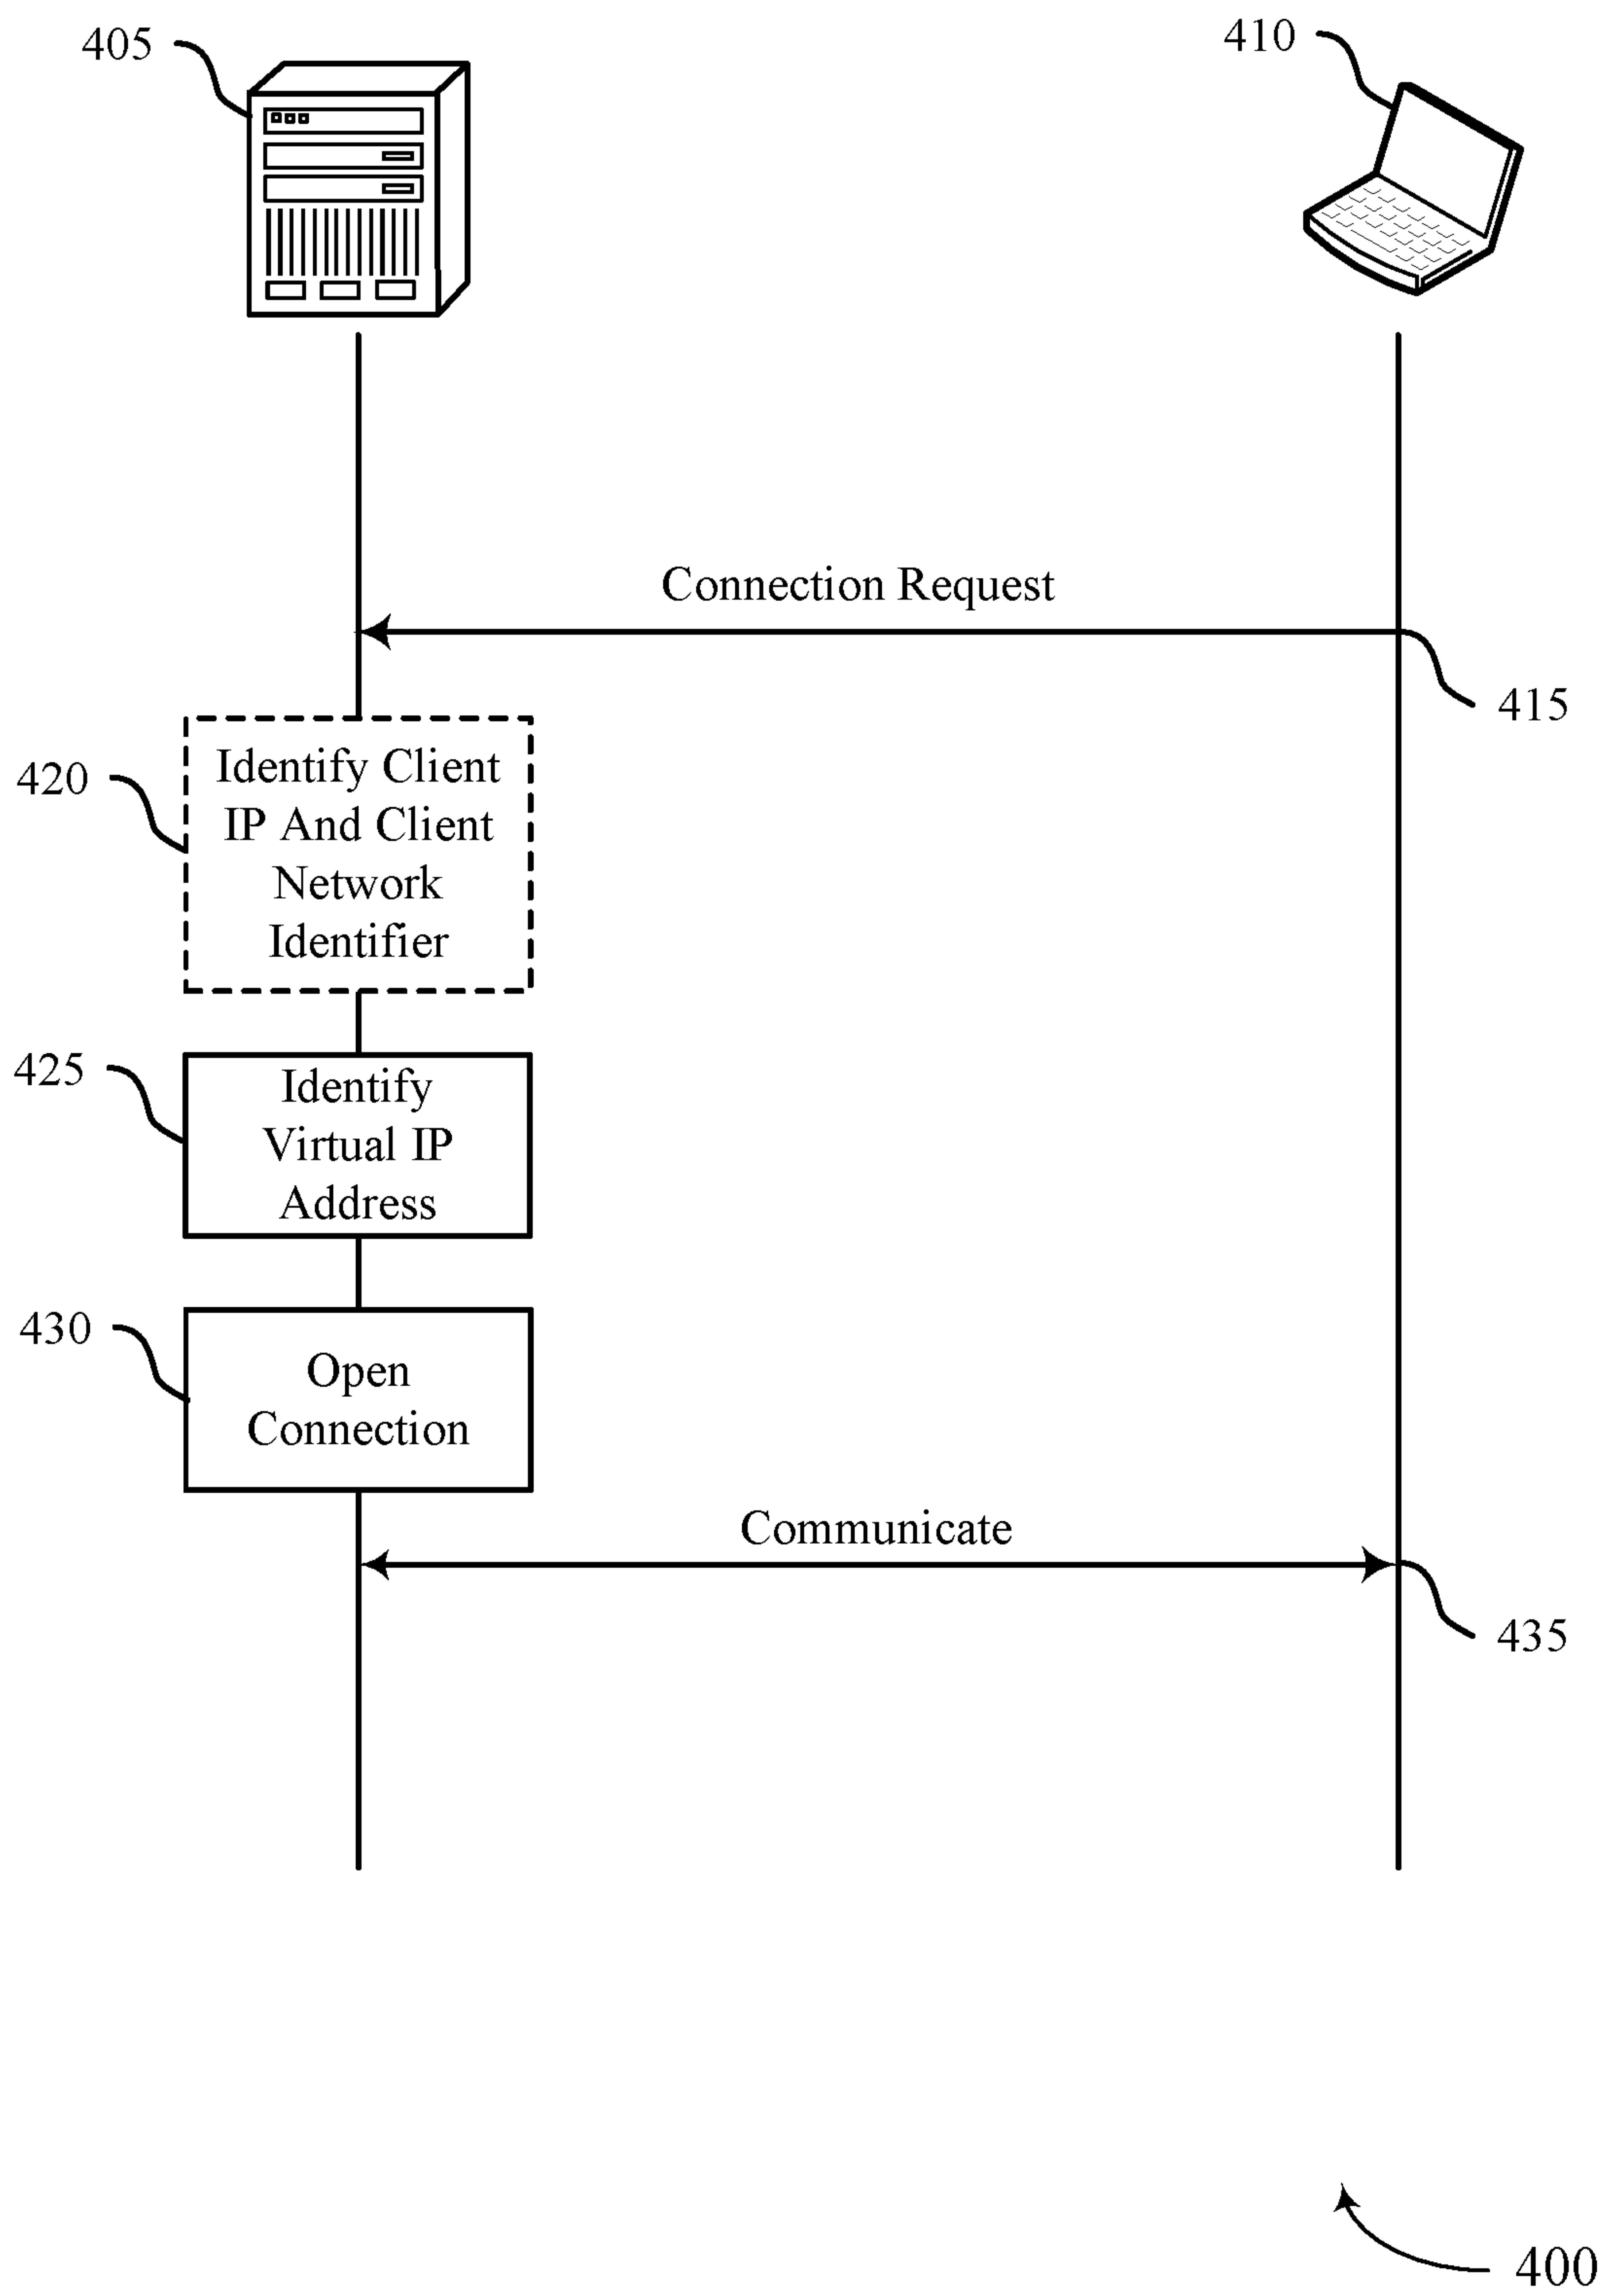 405
410
Connection Request
415
420
Identify Client
IP And Client
Network
Identifier
425
Identify
Virtual IP
Address
430
Open
Connection
Communicate
435
400